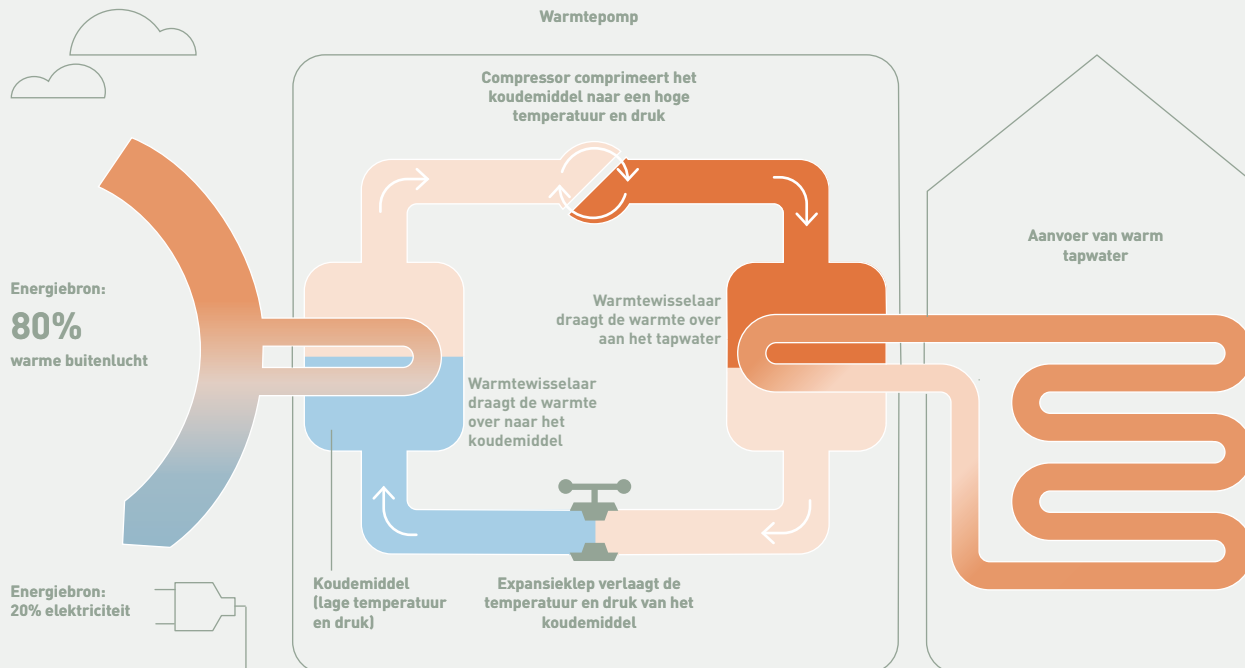 Warmtepomp
Compressor comprimeert het
koudemiddel naar een hoge
temperatuur en druk
Aanvoer van warm
tapwater
Energiebron:
80%
warme buitenlucht
Warmtewisselaar
draagt de warmte over
aan het tapwater
Warmtewisselaar
draagt de warmte
over naar het
koudemiddel
Energiebron:
20% elektriciteit
Koudemiddel
(lage temperatuur
en druk)
Expansieklep verlaagt de
temperatuur en druk van het
koudemiddel